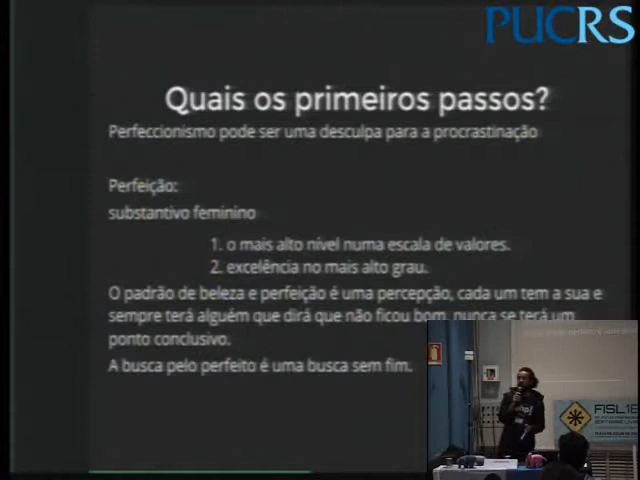 PUCRS
Quais os primeiros passos?
Perfeccionismo pode ser uma desculpa para a procrastinação
Perfeição:
substantivo feminino
1. o mais alto nível numa escala de valores.
2. excelência no mais alto grau.
O padrão de beleza e perfeição é uma percepção, cada um tem a sua e
sempre terá alguém que dirá que não ficou bom, nunca se terá um
ponto conclusivo.
A busca pelo perfeito é uma busca sem fim.
FISL18